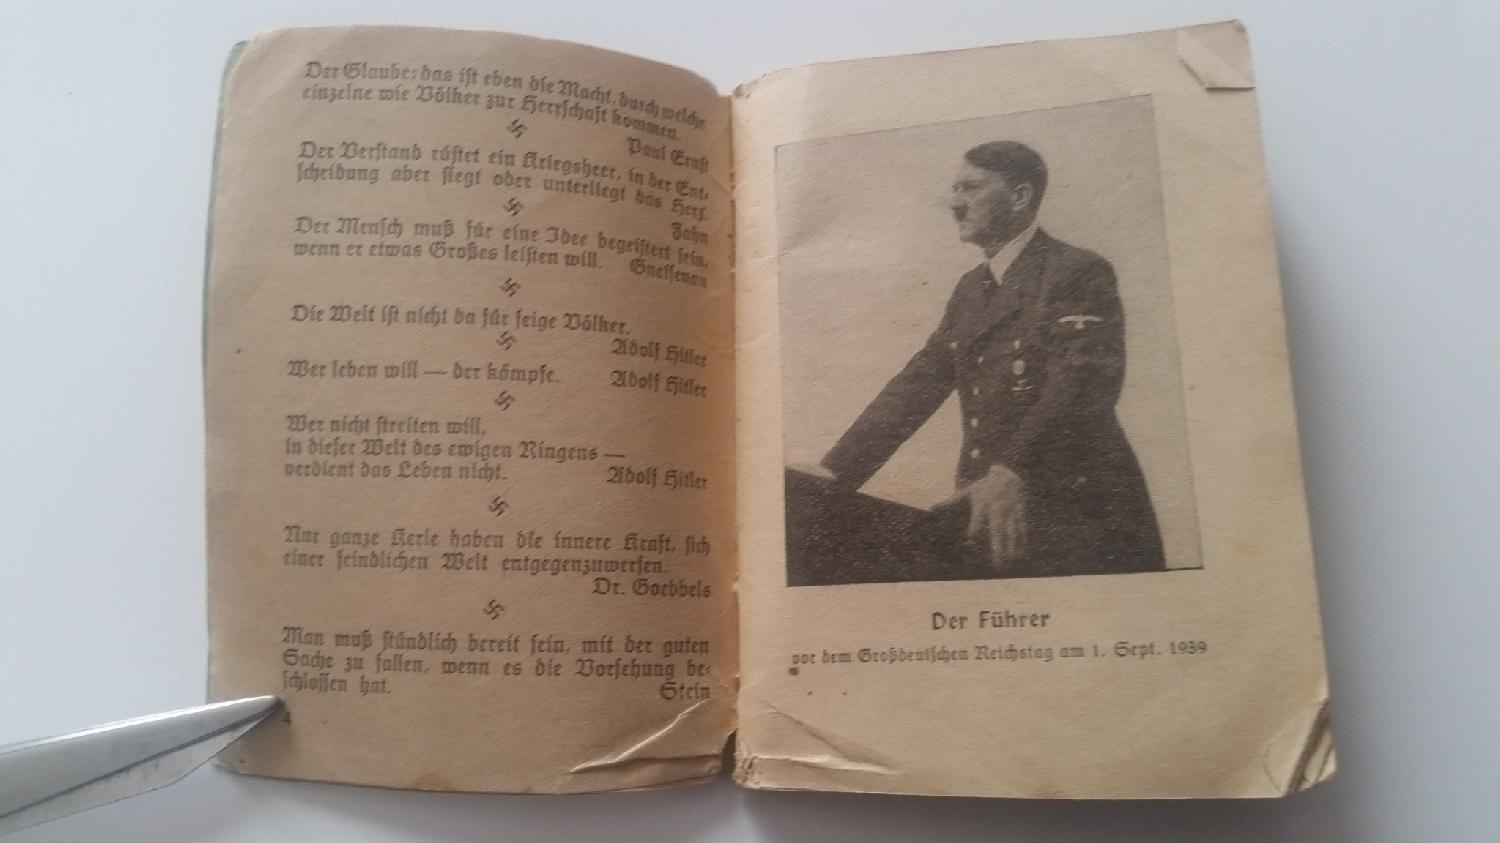 Der Glaube: das ist eben die Macht, durch welche
einzelne wie Völker zur Herrschaft kommen.
Paul Ernst
Der Verstand rüstet ein Kriegsheer, in der Ent-
scheidung aber siegt oder unterliegt das Herz.
Jahn
Der Mensch muß für eine Idee begeistert sein,
wenn er etwas Großes leisten will. Gneisenau
Die Welt ist nicht da für feige Völker.
Adolf Hitler
Wer leben will — der kämpfe. Adolf Hitler
Wer nicht streiten will,
in dieser Welt des ewigen Ringens —
verdient das Leben nicht. Adolf Hitler
Nur ganze Kerle haben die innere Kraft, sich
einer feindlichen Welt entgegenzuwerfen.
Dr. Goebbels
Man muß stündlich bereit sein, mit der guten
Sache zu fallen, wenn es die Vorsehung be-
schlossen hat. Stein
4
Der Führer
vor dem Großdeutschen Reichstag am 1. Sept. 1939